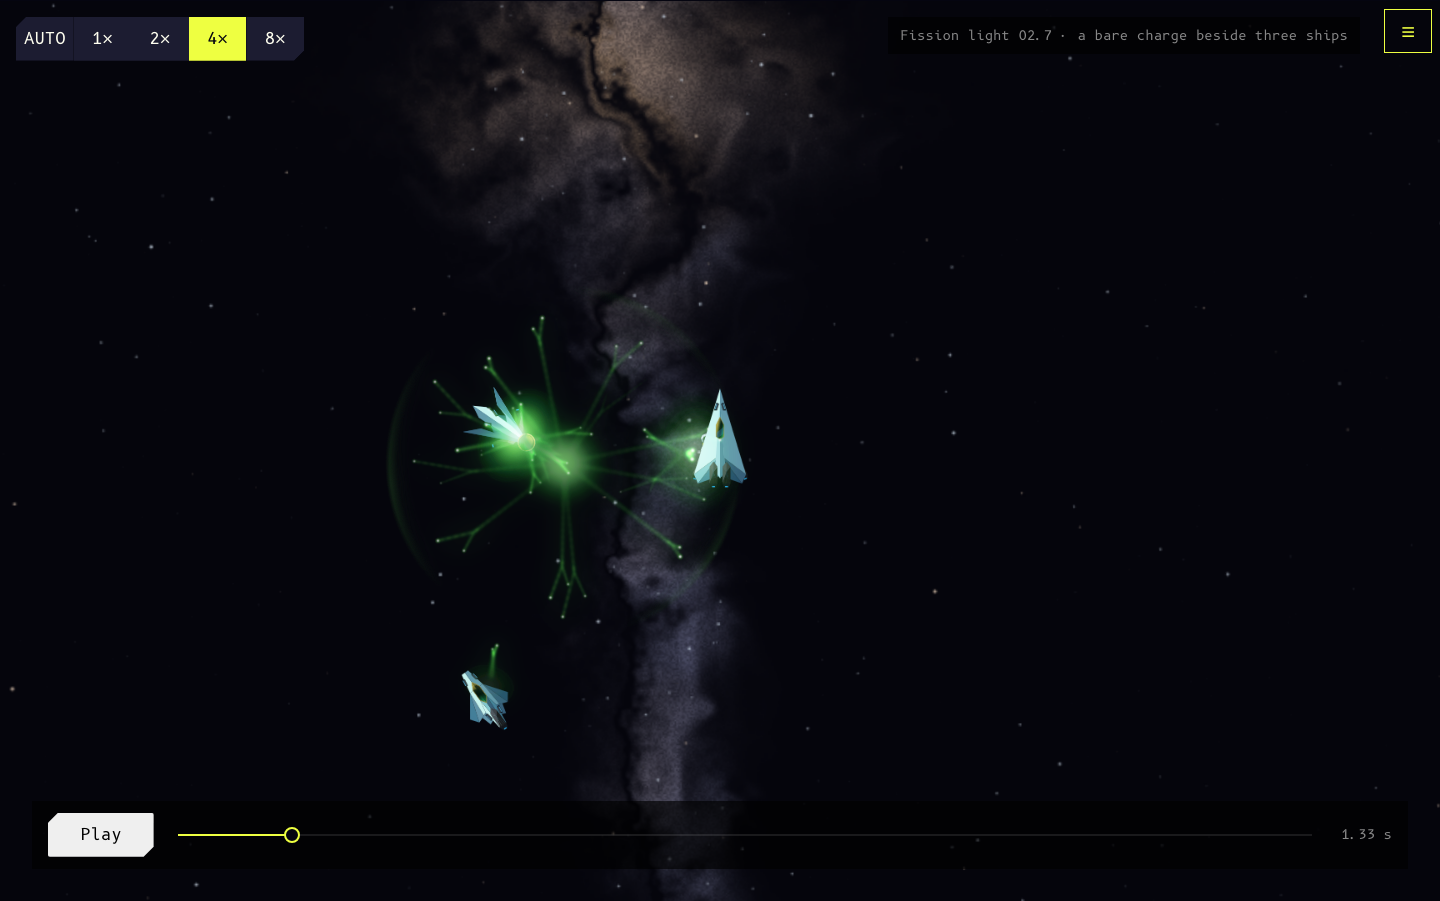 AUTO 1× 2× 4× 8×
Fission light 02.7 · a bare charge beside three ships
≡
Play
1.33 s